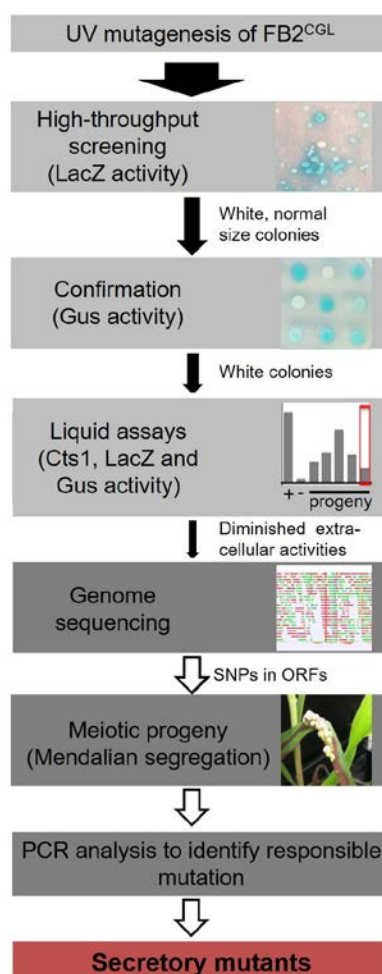 UV mutagenesis of FB2CGL
High-throughput
screening
(LacZ activity)
White, normal
size colonies
Confirmation
(Gus activity)
White colonies
Liquid assays
(Cts1, LacZ and
Gus activity)
+ - progeny
Diminished extra-
cellular activities
Genome
sequencing
SNPs in ORFs
Meiotic progeny
(Mendalian segregation)
PCR analysis to identify responsible
mutation
Secretory mutants